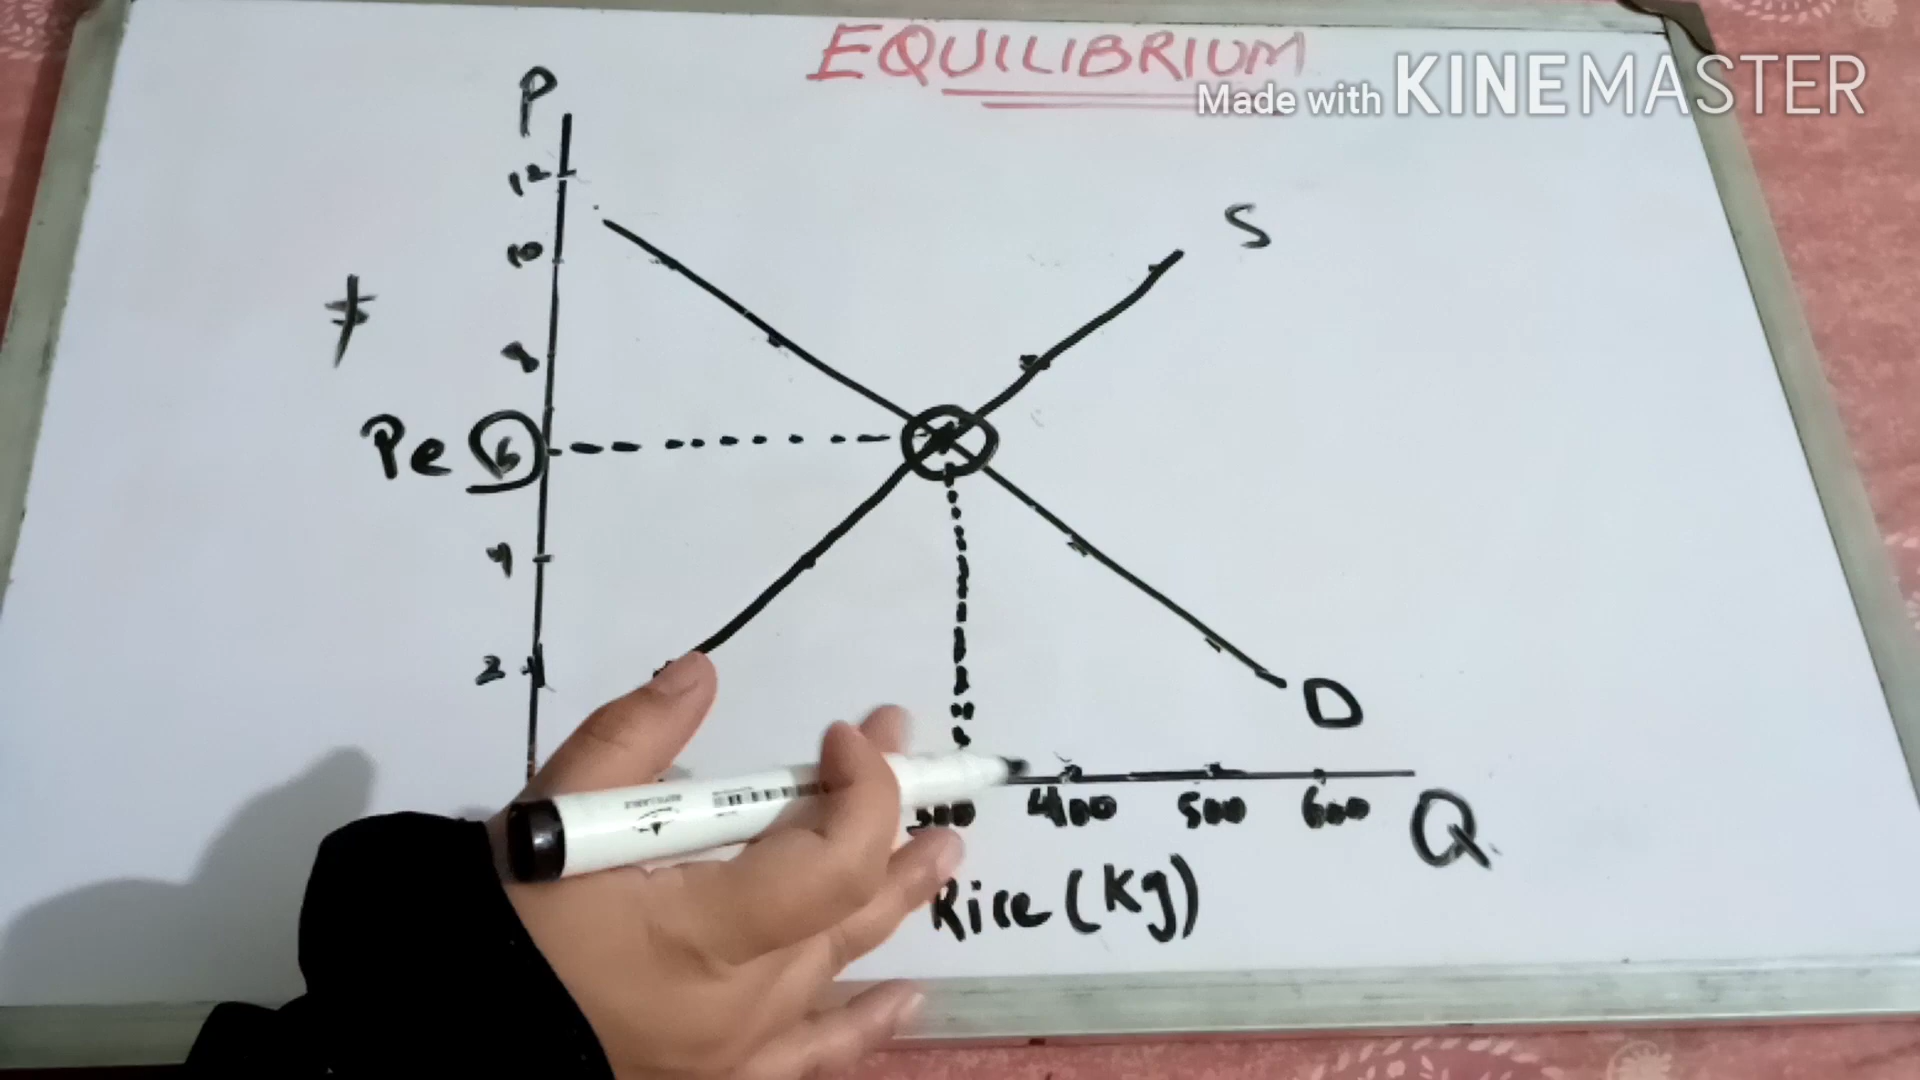 EQUILIBRIUM
Made with KINEMASTER
P
12
10
8
Pe 6
4
2
S
D
300 400 500 600 Q
Rice (Kg)